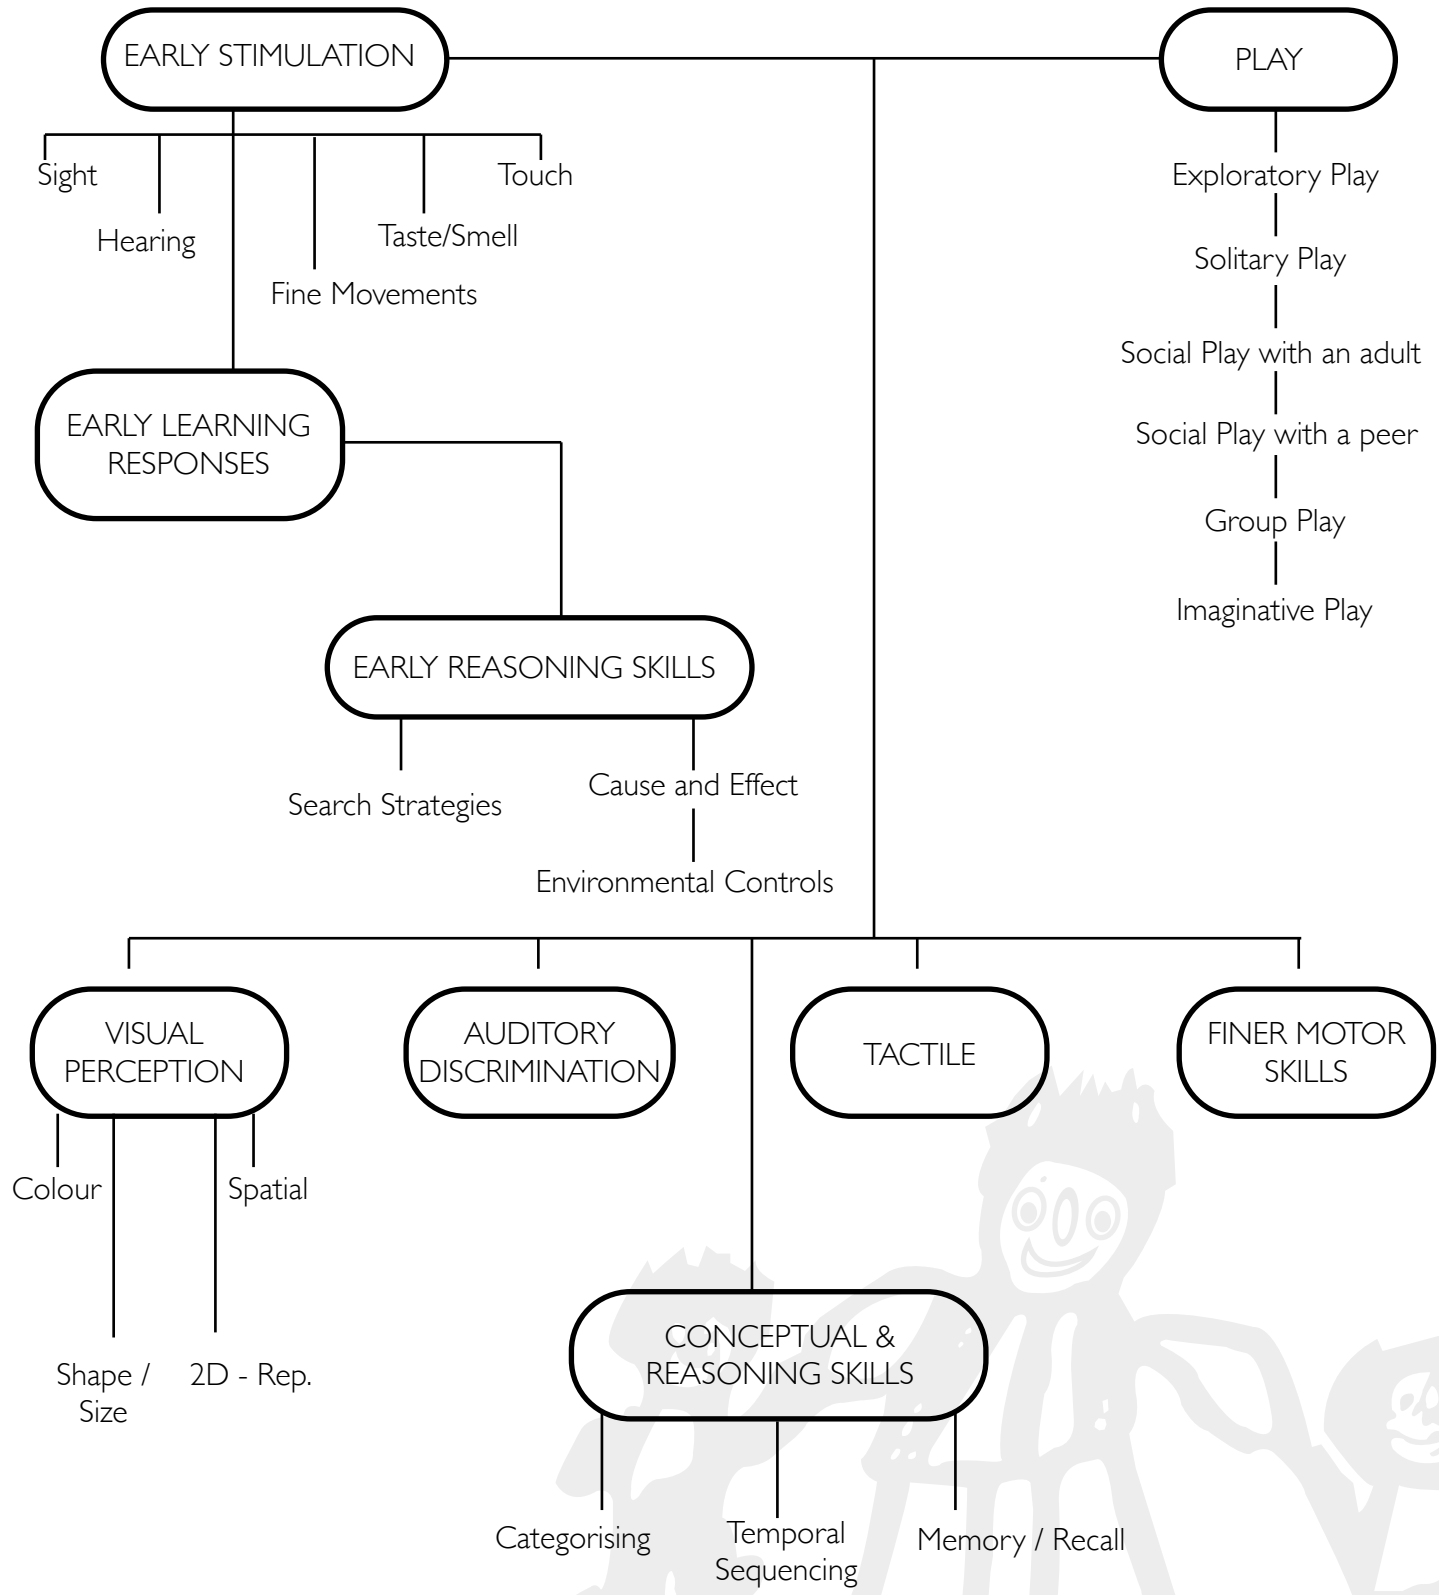 EARLY STIMULATION
PLAY
Sight
Touch
Exploratory Play
Hearing
Taste/Smell
Solitary Play
Fine Movements
Social Play with an adult
EARLY LEARNING
RESPONSES
Social Play with a peer
Group Play
Imaginative Play
EARLY REASONING SKILLS
Search Strategies
Cause and Effect
Environmental Controls
VISUAL
PERCEPTION
AUDITORY
DISCRIMINATION
TACTILE
FINER MOTOR
SKILLS
Colour
Spatial
Shape /
Size
2D - Rep.
CONCEPTUAL &
REASONING SKILLS
Categorising
Temporal
Sequencing
Memory / Recall